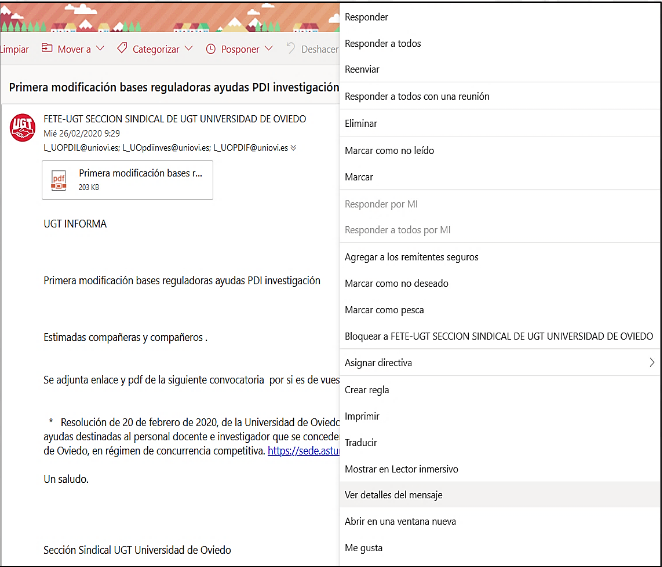 Limpiar Mover a Categorizar Posponer Deshacer
Primera modificación bases reguladoras ayudas PDI investigación
UGT
FETE-UGT SECCION SINDICAL DE UGT UNIVERSIDAD DE OVIEDO
Mié 26/02/2020 9:29
L_UOPDIL@uniovi.es; L_UOpdiinves@uniovi.es; L_UOPDIF@uniovi.es
pdf
Primera modificación bases r...
203 KB
UGT INFORMA
Primera modificación bases reguladoras ayudas PDI investigación
Estimadas compañeras y compañeros .
Se adjunta enlace y pdf de la siguiente convocatoria por si es de vues
* Resolución de 20 de febrero de 2020, de la Universidad de Oviedo
ayudas destinadas al personal docente e investigador que se conceder
de Oviedo, en régimen de concurrencia competitiva. https://sede.astur
Un saludo.
Sección Sindical UGT Universidad de Oviedo
Responder
Responder a todos
Reenviar
Responder a todos con una reunión
Eliminar
Marcar como no leído
Marcar
Responder por MI
Responder a todos por MI
Agregar a los remitentes seguros
Marcar como no deseado
Marcar como pesca
Bloquear a FETE-UGT SECCION SINDICAL DE UGT UNIVERSIDAD DE OVIEDO
Asignar directiva
Crear regla
Imprimir
Traducir
Mostrar en Lector inmersivo
Ver detalles del mensaje
Abrir en una ventana nueva
Me gusta